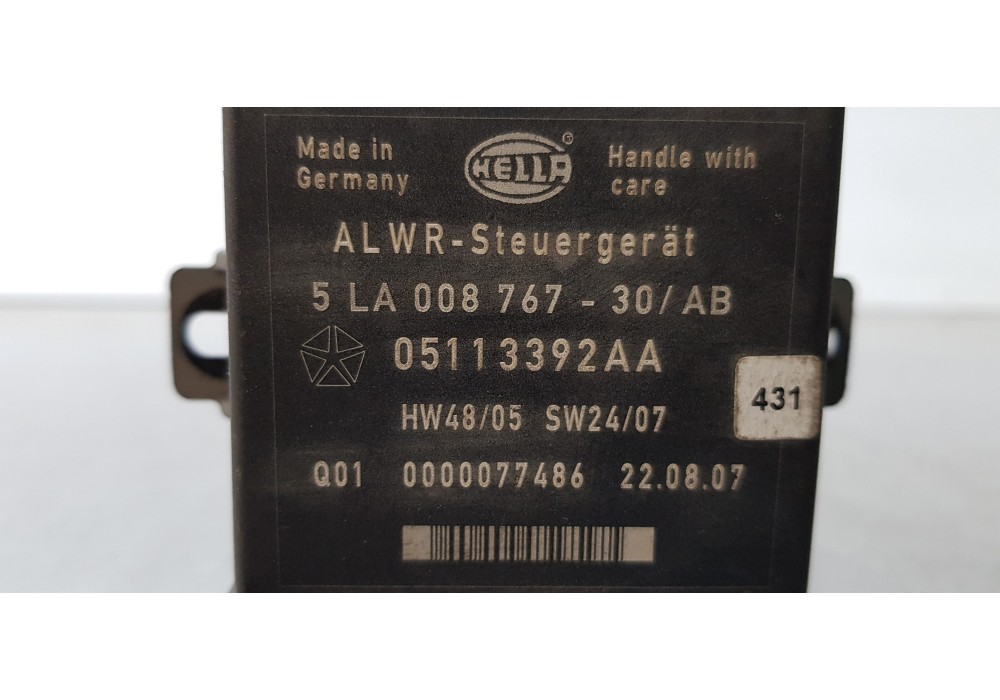 Made in
Germany
HELLA
®
Handle with
care
ALWR-Steuergerät
5 LA 008 767 - 30/AB
05113392AA
431
HW48/05 SW24/07
Q01 0000077486 22.08.07